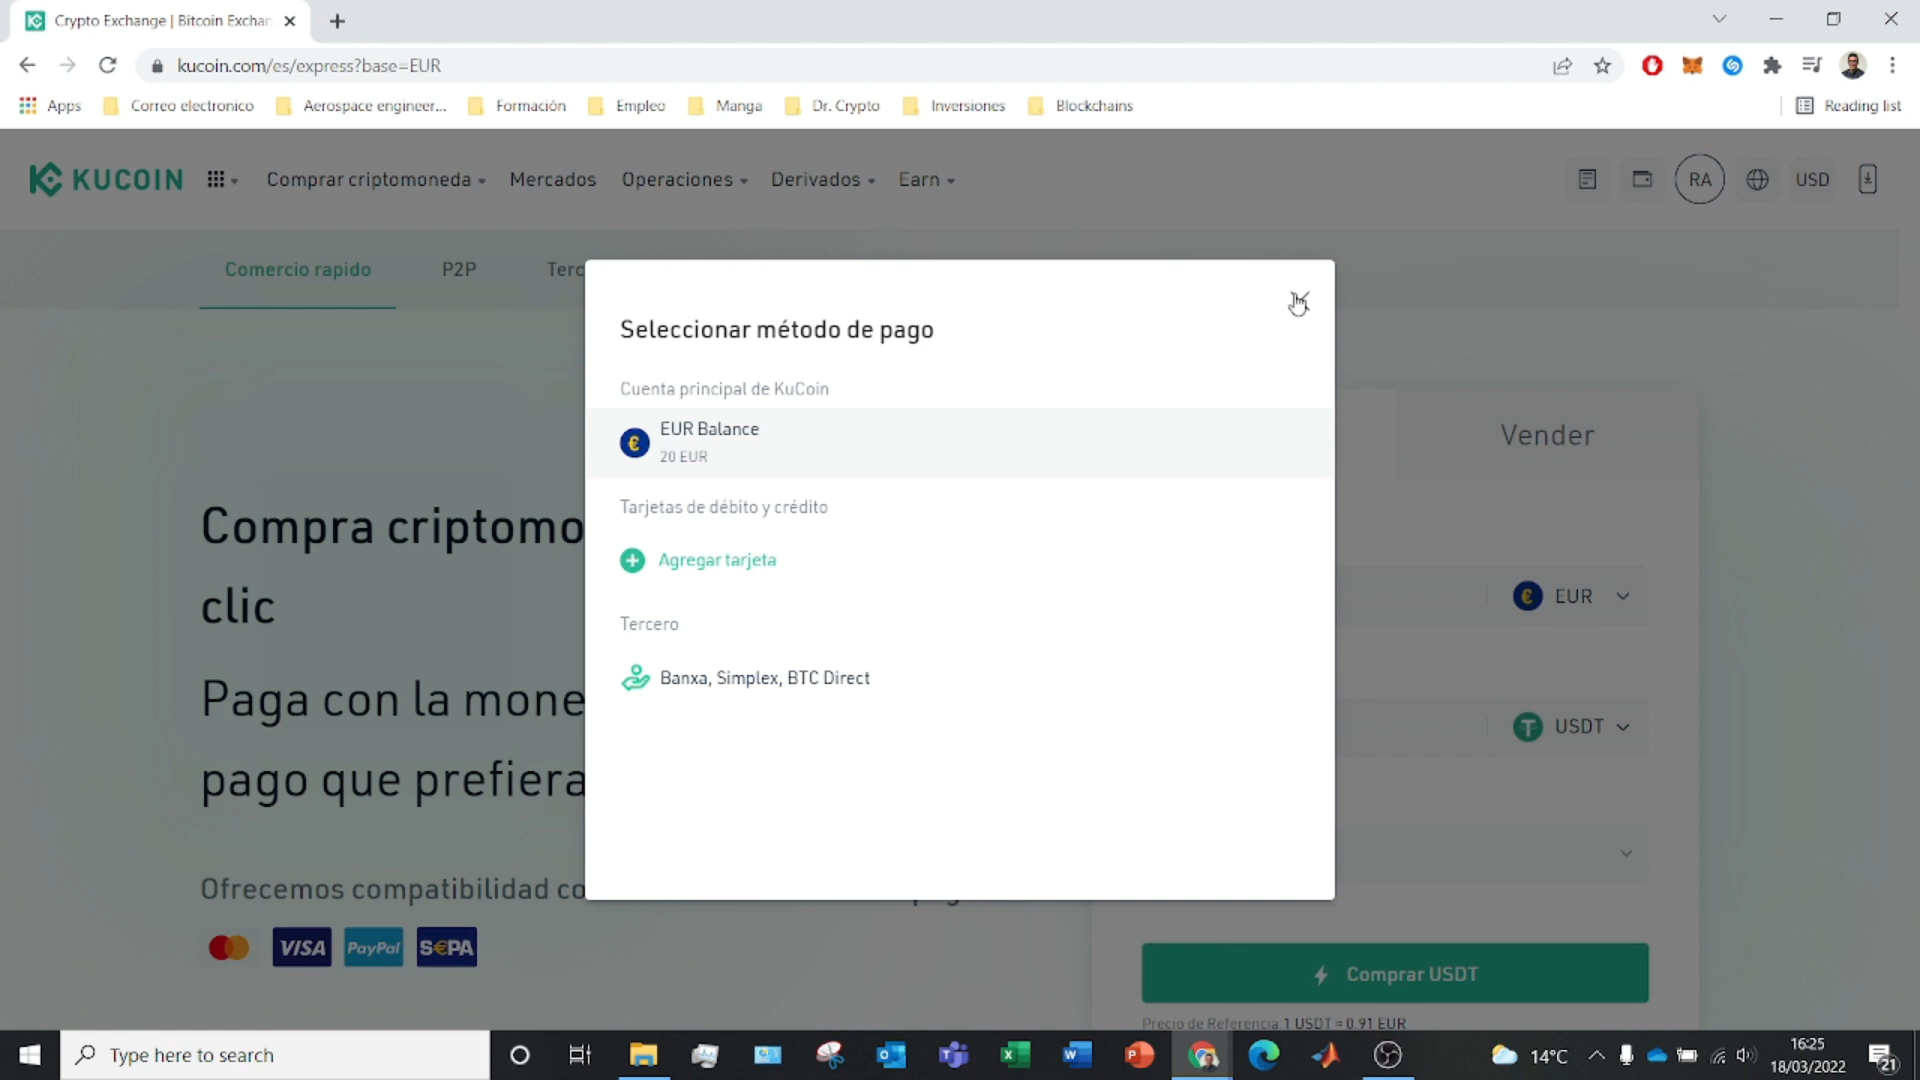 Crypto Exchange | Bitcoin Exchan
kucoin.com/es/express?base=EUR
Apps
Correo electronico
Aerospace engineer...
Formación
Empleo
Manga
Dr. Crypto
Inversiones
Blockchains
Reading list
KUCOIN
Comprar criptomoneda
Mercados
Operaciones
Derivados
Earn
RA
USD
Comercio rapido
P2P
Terc
Seleccionar método de pago
Cuenta principal de KuCoin
EUR Balance
20 EUR
Tarjetas de débito y crédito
Agregar tarjeta
Tercero
Banxa, Simplex, BTC Direct
Vender
Compra criptomo
clic
Paga con la mone
pago que prefiera
Ofrecemos compatibilidad co
VISA
PayPal
S€PA
EUR
USDT
Comprar USDT
Precio de Referencia 1 USDT ≈ 0.91 EUR
Type here to search
14°C
16:25
18/03/2022
21